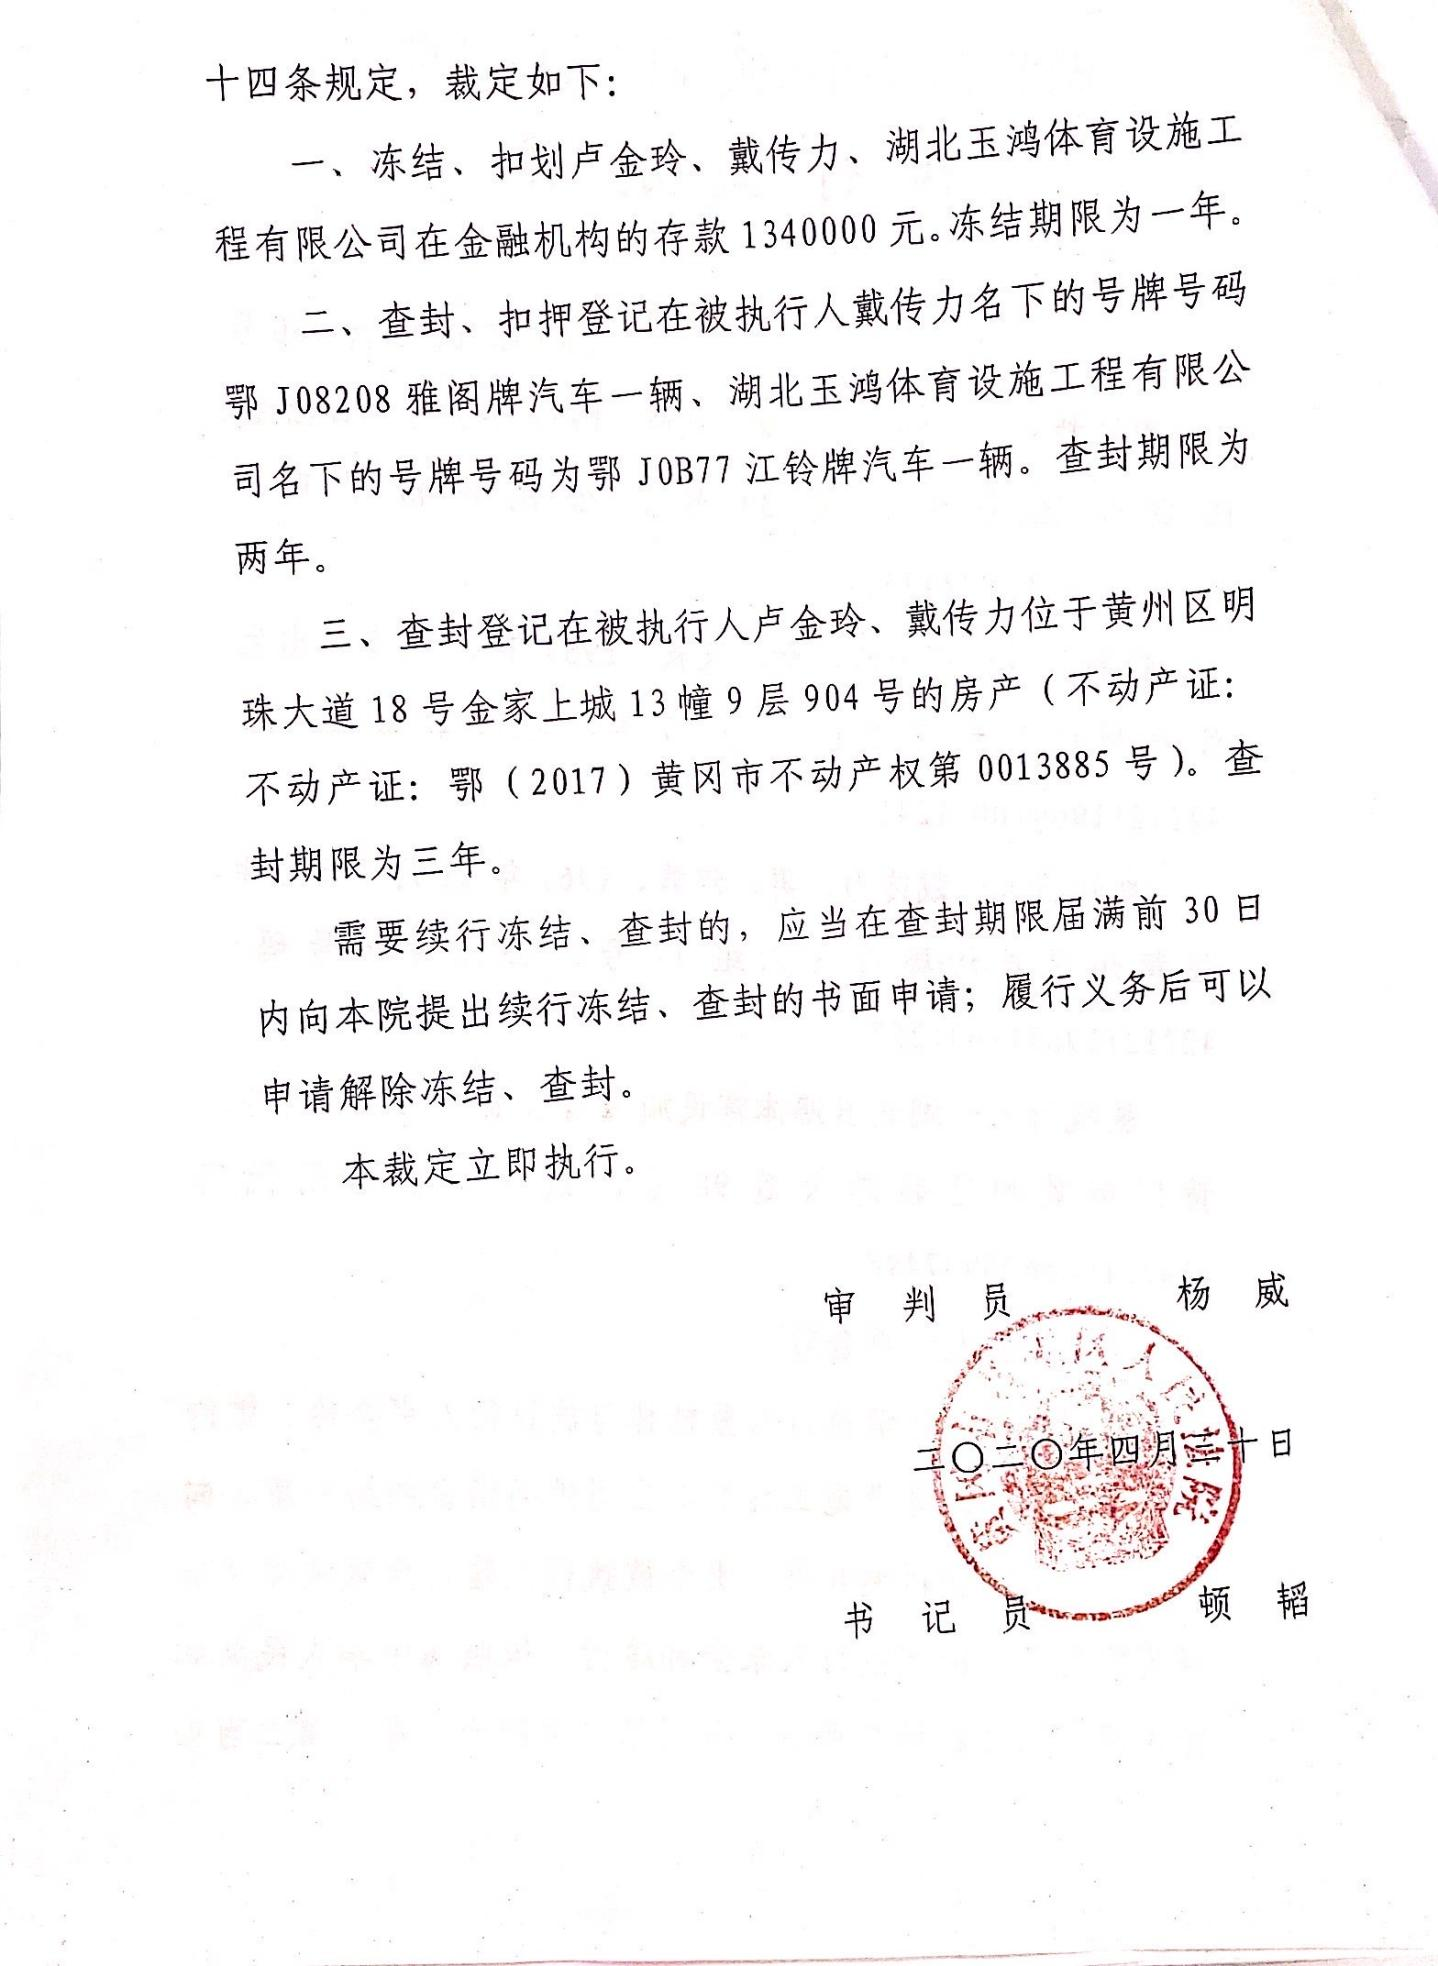 十四条规定，裁定如下：
一、冻结、扣划卢金玲、戴传力、湖北玉鸿体育设施工
程有限公司在金融机构的存款1340000元。冻结期限为一年。
二、查封、扣押登记在被执行人戴传力名下的号牌号码
鄂J08208雅阁牌汽车一辆、湖北玉鸿体育设施工程有限公
司名下的号牌号码为鄂J0B77江铃牌汽车一辆。查封期限为
两年。
三、查封登记在被执行人卢金玲、戴传力位于黄州区明
珠大道18号金家上城13幢9层904号的房产（不动产证：
不动产证：鄂（2017）黄冈市不动产权第0013885号）。查
封期限为三年。
需要续行冻结、查封的，应当在查封期限届满前30日
内向本院提出续行冻结、查封的书面申请；履行义务后可以
申请解除冻结、查封。
本裁定立即执行。
审判员 杨威
二〇二〇年四月三十日
书记员 顿韬